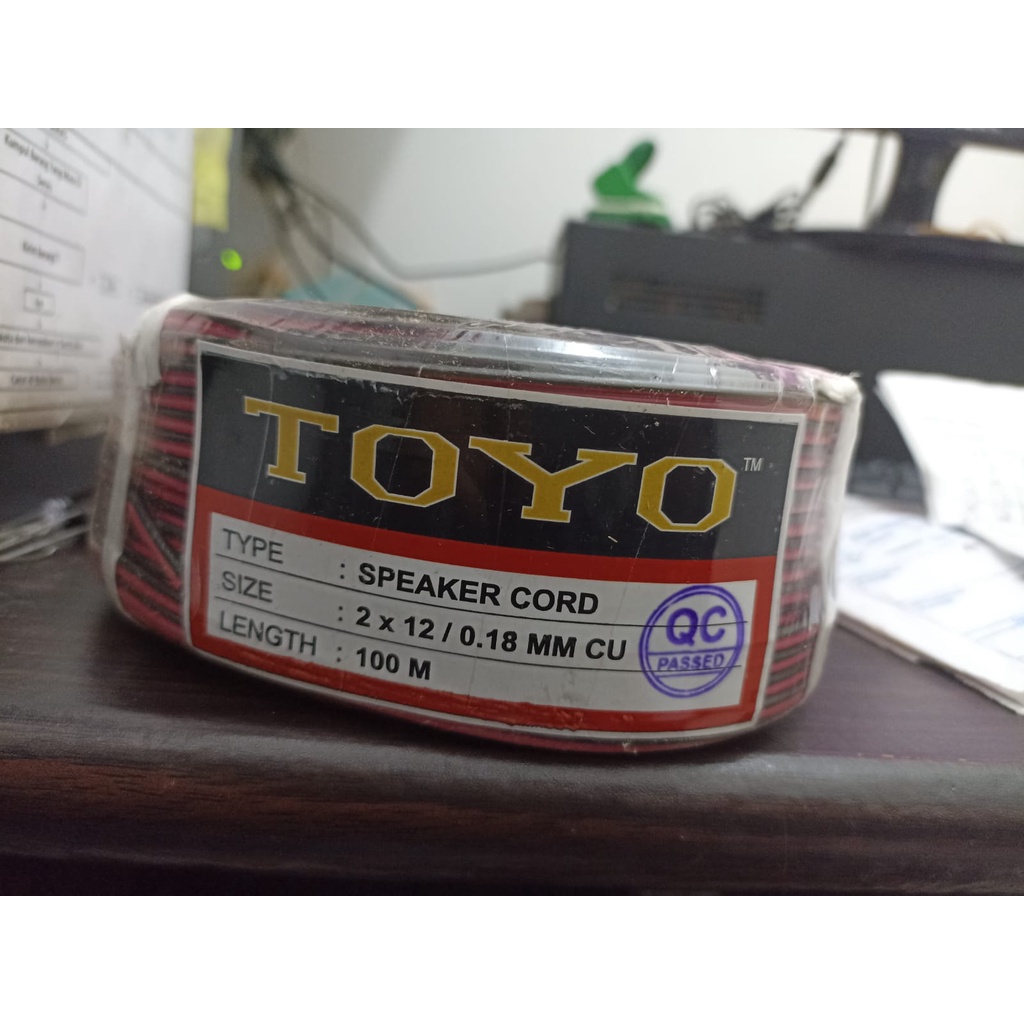 TOYO™
TYPE : SPEAKER CORD
SIZE : 2 x 12 / 0.18 MM CU
LENGTH : 100 M
QC
PASSED